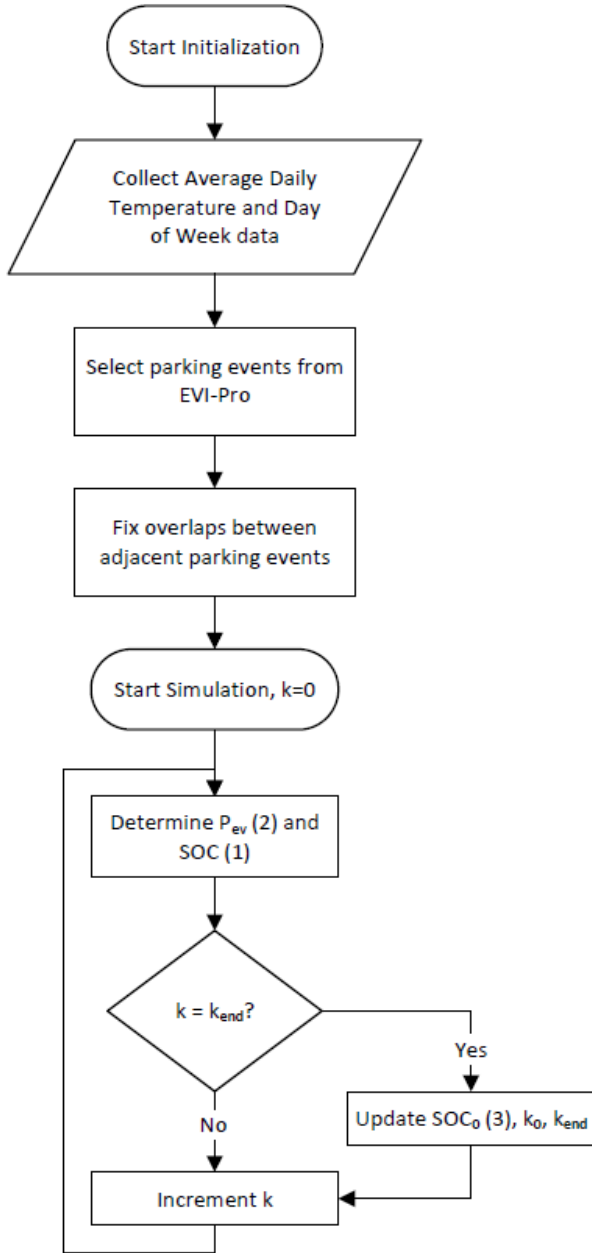 Start Initialization
Collect Average Daily
Temperature and Day
of Week data
Select parking events from
EVI-Pro
Fix overlaps between
adjacent parking events
Start Simulation, k=0
Determine Pev (2) and
SOC (1)
k = kend?
Yes
Update SOC0 (3), k0, kend
No
Increment k